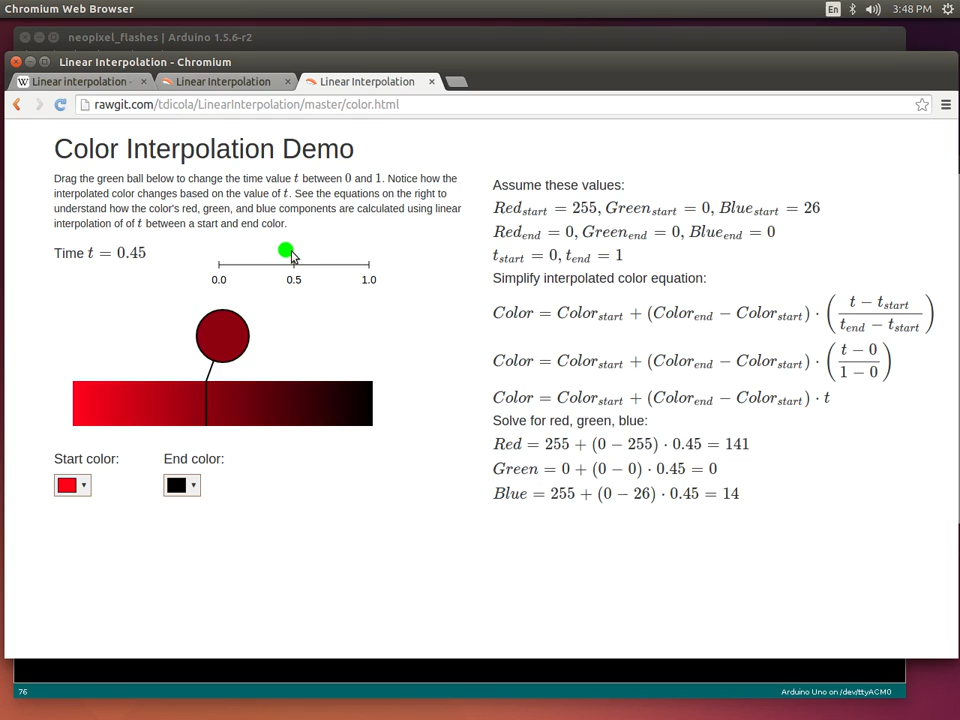 Chromium Web Browser
En
3:48 PM
neopixel_flashes | Arduino 1.5.6-r2
Linear Interpolation - Chromium
W Linear interpolation - × Linear Interpolation × Linear Interpolation ×
rawgit.com/tdicola/LinearInterpolation/master/color.html
Color Interpolation Demo
Drag the green ball below to change the time value t between 0 and 1. Notice how the
interpolated color changes based on the value of t. See the equations on the right to
understand how the color's red, green, and blue components are calculated using linear
interpolation of of t between a start and end color.
Time t = 0.45
0.0 0.5 1.0
Start color: End color:
Assume these values:
Red_start = 255, Green_start = 0, Blue_start = 26
Red_end = 0, Green_end = 0, Blue_end = 0
t_start = 0, t_end = 1
Simplify interpolated color equation:
Color = Color_start + (Color_end − Color_start) · ((t − t_start) / (t_end − t_start))
Color = Color_start + (Color_end − Color_start) · ((t − 0) / (1 − 0))
Color = Color_start + (Color_end − Color_start) · t
Solve for red, green, blue:
Red = 255 + (0 − 255) · 0.45 = 141
Green = 0 + (0 − 0) · 0.45 = 0
Blue = 255 + (0 − 26) · 0.45 = 14
76
Arduino Uno on /dev/ttyACM0